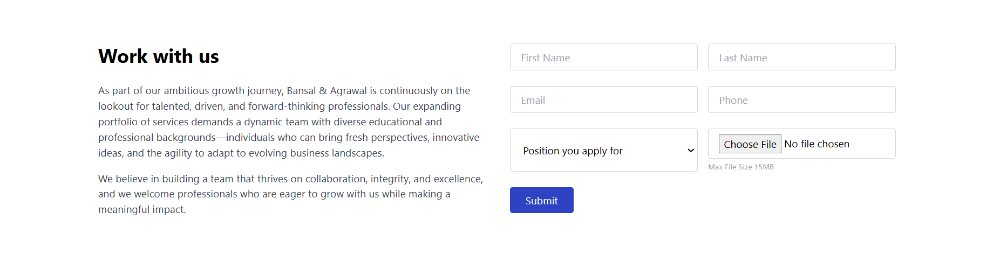 Work with us
As part of our ambitious growth journey, Bansal & Agrawal is continuously on the
lookout for talented, driven, and forward-thinking professionals. Our expanding
portfolio of services demands a dynamic team with diverse educational and
professional backgrounds—individuals who can bring fresh perspectives, innovative
ideas, and the agility to adapt to evolving business landscapes.
We believe in building a team that thrives on collaboration, integrity, and excellence,
and we welcome professionals who are eager to grow with us while making a
meaningful impact.
First Name
Last Name
Email
Phone
Position you apply for
Choose File No file chosen
Max File Size 15MB
Submit